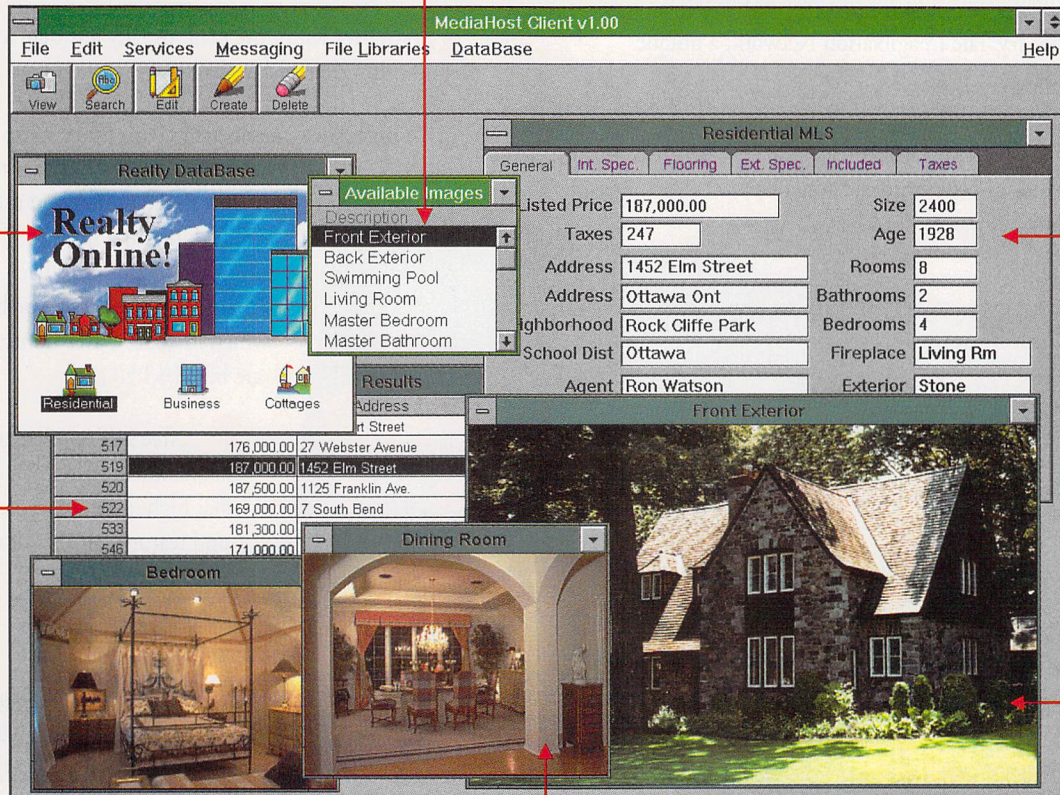 MediaHost Client v1.00
File Edit Services Messaging File Libraries DataBase Help
View Search Edit Create Delete
Realty DataBase
Realty
Online!
Residential Business Cottages
Available Images
Description
Front Exterior
Back Exterior
Swimming Pool
Living Room
Master Bedroom
Master Bathroom
Residential MLS
General Int. Spec. Flooring Ext. Spec. Included Taxes
Listed Price 187,000.00 Size 2400
Taxes 247 Age 1928
Address 1452 Elm Street Rooms 8
Address Ottawa Ont Bathrooms 2
ighborhood Rock Cliffe Park Bedrooms 4
School Dist Ottawa Fireplace Living Rm
Agent Ron Watson Exterior Stone
Results
Address
rt Street
517 176,000.00 27 Webster Avenue
519 187,000.00 1452 Elm Street
520 187,500.00 1125 Franklin Ave.
522 169,000.00 7 South Bend
533 181,300.00
546 171,000.00
Bedroom
Dining Room
Front Exterior